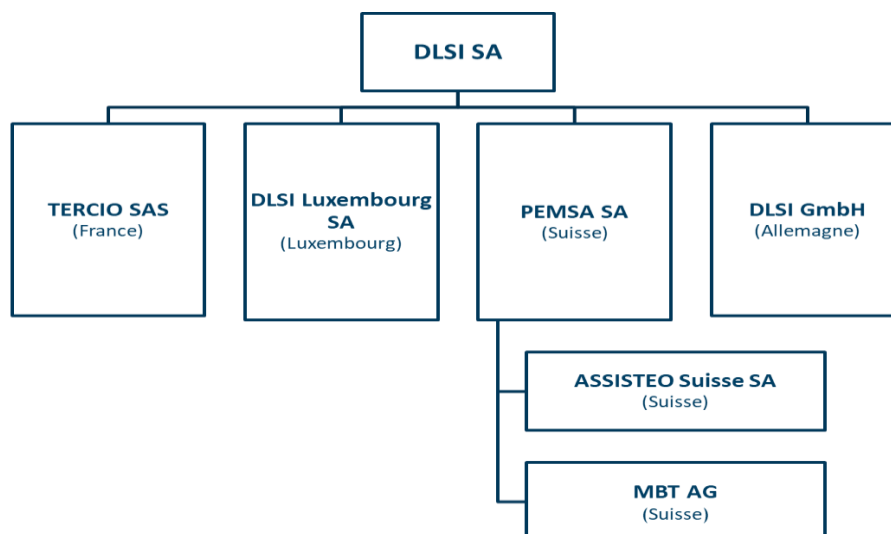 DLSI SA
TERCIO SAS
(France)
DLSI Luxembourg
SA
(Luxembourg)
PEMSA SA
(Suisse)
DLSI GmbH
(Allemagne)
ASSISTEO Suisse SA
(Suisse)
MBT AG
(Suisse)